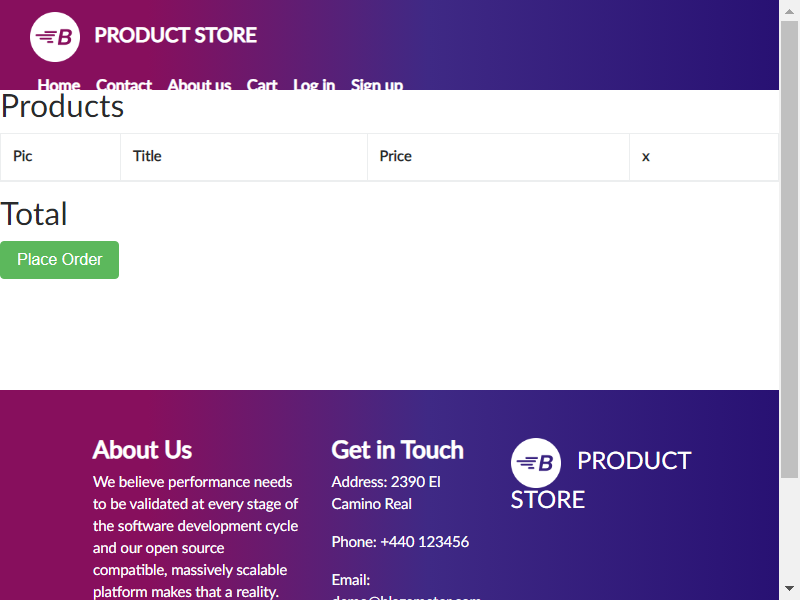 B PRODUCT STORE
Home Contact About us Cart Log in Sign up
Products
Pic Title Price x
Total
Place Order
About Us
We believe performance needs
to be validated at every stage of
the software development cycle
and our open source
compatible, massively scalable
platform makes that a reality.
Get in Touch
Address: 2390 El
Camino Real
Phone: +440 123456
Email:
demo@blazemeter.com
B PRODUCT
STORE